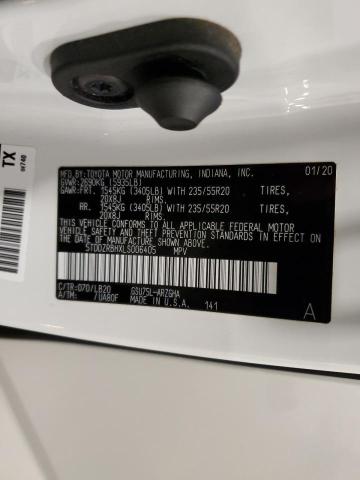 TX
MFD.BY:TOYOTA MOTOR MANUFACTURING, INDIANA, INC. 01/20
GVWR:2690KG (5935LB)
GAWR:FRT. 1545KG (3405LB) WITH 235/55R20 TIRES,
20X8J RIMS.
RR. 1545KG (3405LB) WITH 235/55R20 TIRES,
20X8J RIMS.
THIS VEHICLE CONFORMS TO ALL APPLICABLE FEDERAL MOTOR
VEHICLE SAFETY STANDARDS IN EFFECT ON THE DATE OF
MANUFACTURE SHOWN ABOVE.
5TDDZRBHXLS006405 MPV
C/TR:070/LB20 GSU75L-ARZGHA
A/TM: /UA80F MADE IN U.S.A. 141
A